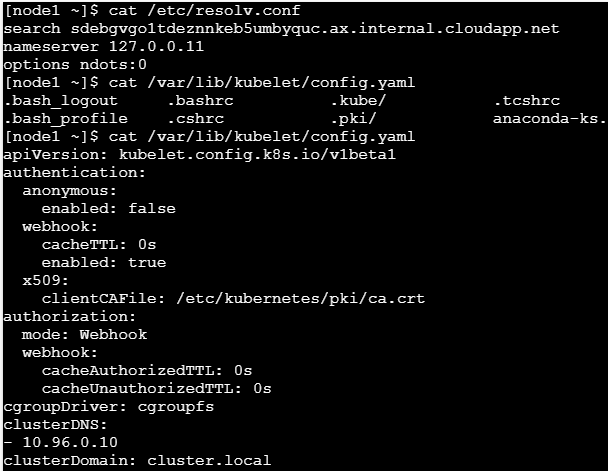 [node1 ~]$ cat /etc/resolv.conf
search sdebgvgo1tdeznnkeb5umbyquc.ax.internal.cloudapp.net
nameserver 127.0.0.11
options ndots:0
[node1 ~]$ cat /var/lib/kubelet/config.yaml
.bash_logout     .bashrc          .kube/           .tcshrc
.bash_profile    .cshrc           .pki/            anaconda-ks.
[node1 ~]$ cat /var/lib/kubelet/config.yaml
apiVersion: kubelet.config.k8s.io/v1beta1
authentication:
  anonymous:
    enabled: false
  webhook:
    cacheTTL: 0s
    enabled: true
  x509:
    clientCAFile: /etc/kubernetes/pki/ca.crt
authorization:
  mode: Webhook
  webhook:
    cacheAuthorizedTTL: 0s
    cacheUnauthorizedTTL: 0s
cgroupDriver: cgroupfs
clusterDNS:
- 10.96.0.10
clusterDomain: cluster.local